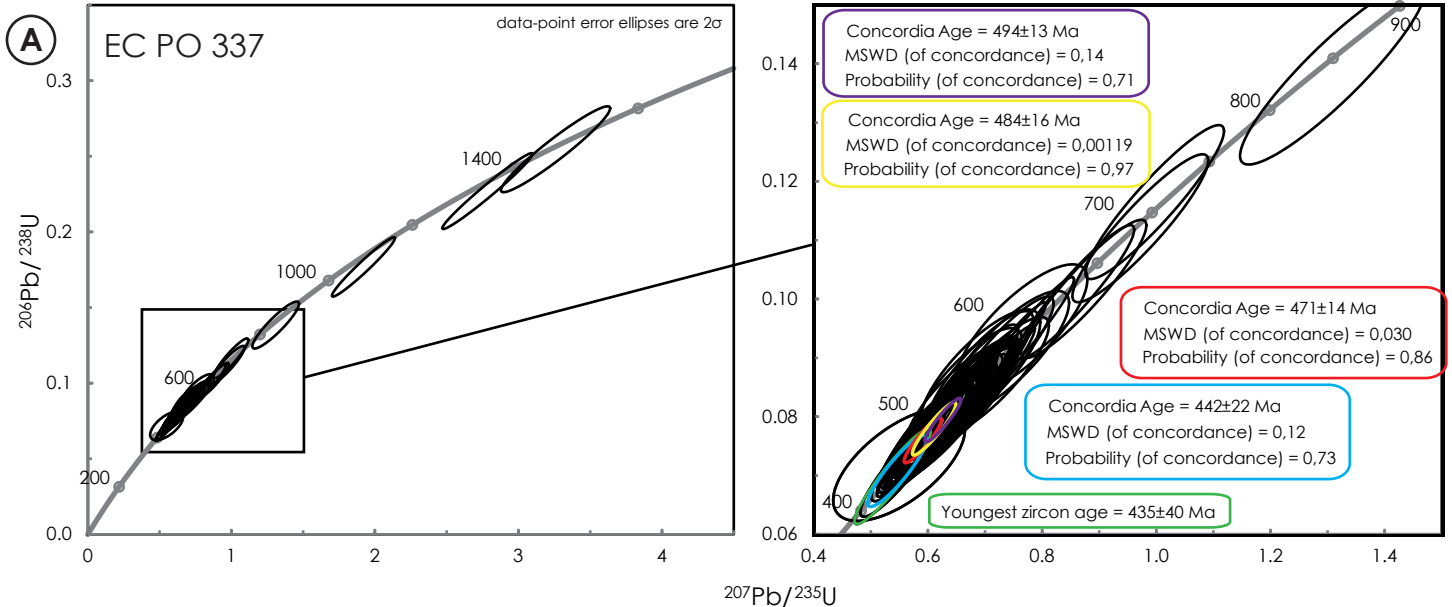 A
EC PO 337
data-point error ellipses are 2σ
206Pb/238U
0.3
0.2
0.1
0.0
0
1
2
3
4
200
600
1000
1400
Concordia Age = 494±13 Ma
MSWD (of concordance) = 0,14
Probability (of concordance) = 0,71
Concordia Age = 484±16 Ma
MSWD (of concordance) = 0,00119
Probability (of concordance) = 0,97
Concordia Age = 471±14 Ma
MSWD (of concordance) = 0,030
Probability (of concordance) = 0,86
Concordia Age = 442±22 Ma
MSWD (of concordance) = 0,12
Probability (of concordance) = 0,73
Youngest zircon age = 435±40 Ma
900
800
700
600
500
400
0.14
0.12
0.10
0.08
0.06
0.4
0.6
0.8
1.0
1.2
1.4
207Pb/235U